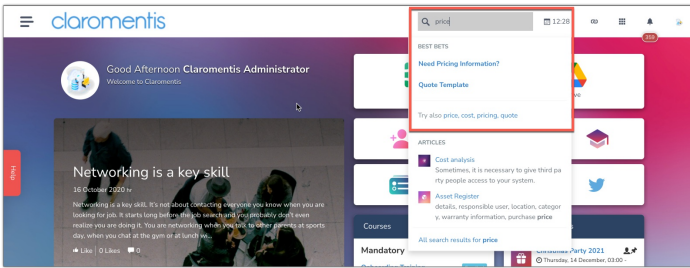 claromentis
price
12:28
359
BEST BETS
Need Pricing Information?
Quote Template
Try also price, cost, pricing, quote
Good Afternoon Claromentis Administrator
Welcome to Claromentis
ve
Help
Networking is a key skill
16 October 2020 hr
Networking is a key skill. It's not about contacting everyone you know when you are
looking for job. It starts long before the job search and you probably don't even
realize you are doing it. You are networking when you talk to other parents at sports
day, when you chat at the gym or at lunch wi...
Like | 0 Likes 0
ARTICLES
Cost analysis
Sometimes, it is necessary to give third pa
rty people access to your system.
Asset Register
details, responsible user, location, categor
y, warranty information, purchase price
All search results for price
Courses
s
Mandatory
Christmas Party 2021
Thursday, 14 December, 03:00 -